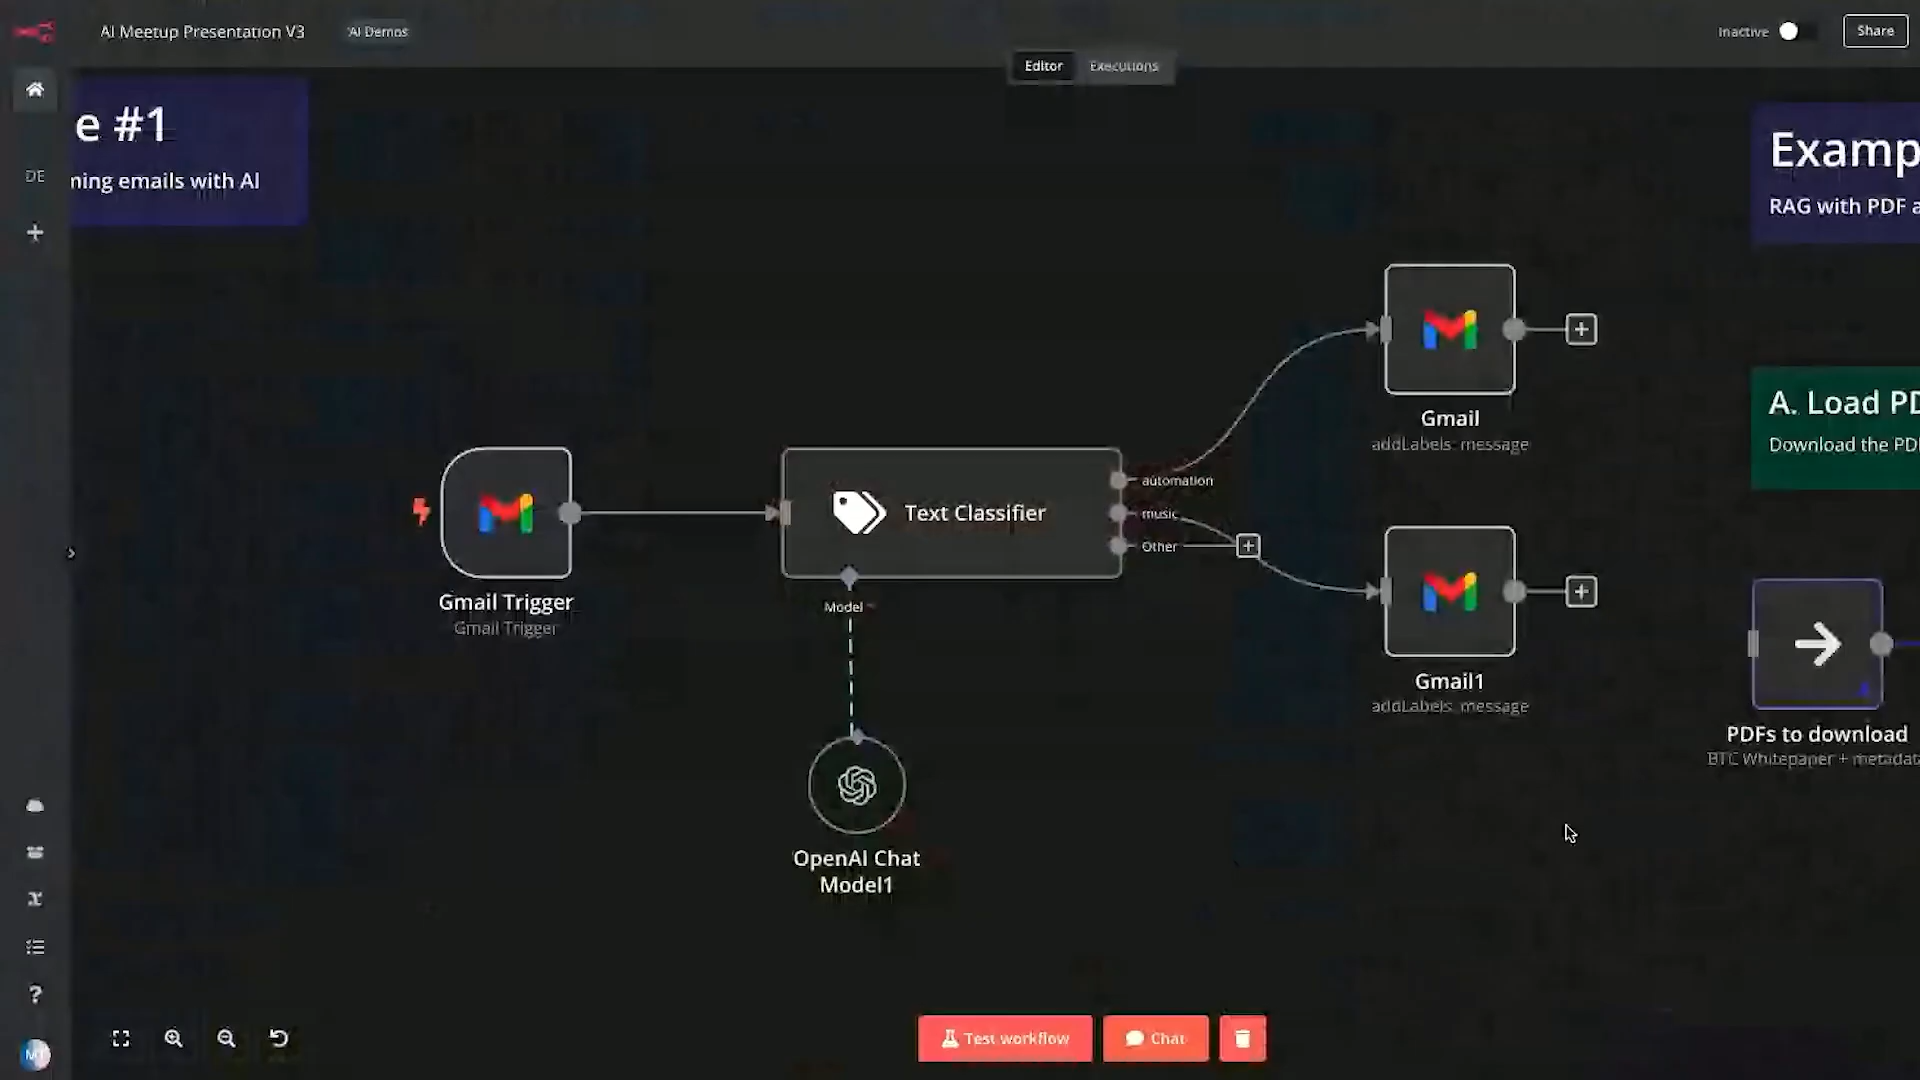 AI Meetup Presentation V3
AI Demos
Inactive
Share
Editor
Executions
e #1
ning emails with AI
Examp
RAG with PDF a
DE
Gmail
addLabels: message
A. Load PD
Download the PDF
automation
music
Other
Text Classifier
Model
Gmail Trigger
Gmail Trigger
Gmail1
addLabels: message
PDFs to download
BTC Whitepaper + metadata
OpenAI Chat
Model1
Test workflow
Chat